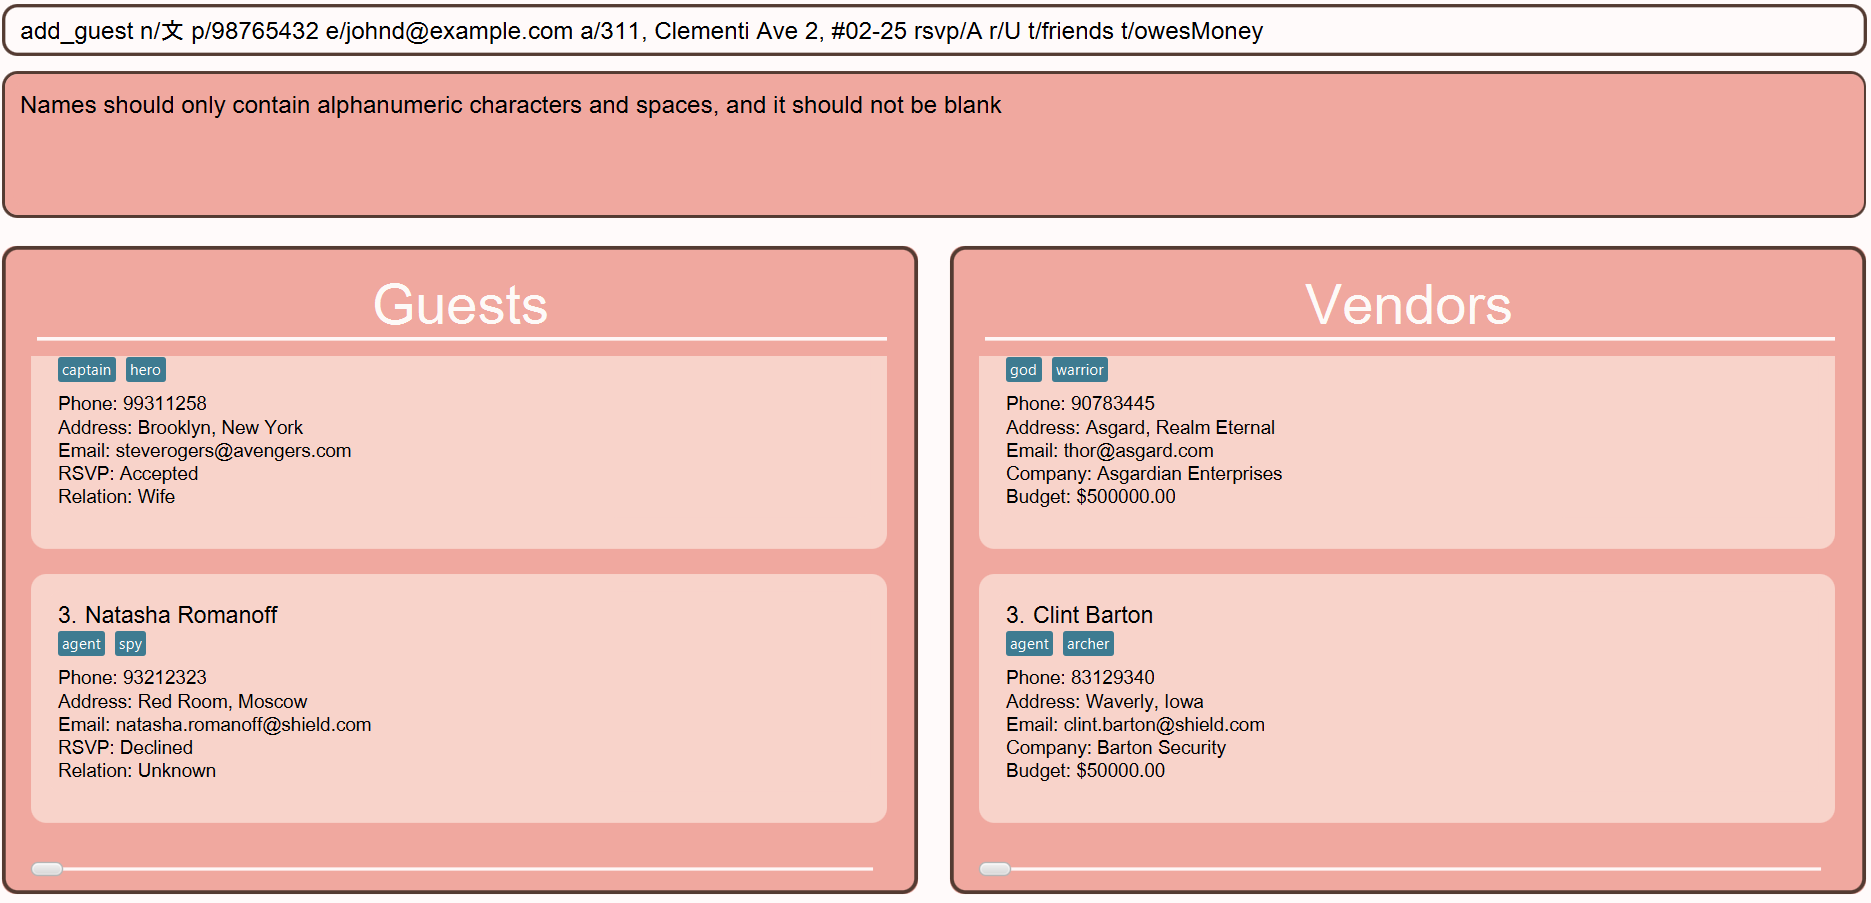 add_guest n/文 p/98765432 e/johnd@example.com a/311, Clementi Ave 2, #02-25 rsvp/A r/U t/friends t/owesMoney
Names should only contain alphanumeric characters and spaces, and it should not be blank
Guests
captain hero
Phone: 99311258
Address: Brooklyn, New York
Email: steverogers@avengers.com
RSVP: Accepted
Relation: Wife
3. Natasha Romanoff
agent spy
Phone: 93212323
Address: Red Room, Moscow
Email: natasha.romanoff@shield.com
RSVP: Declined
Relation: Unknown
Vendors
god warrior
Phone: 90783445
Address: Asgard, Realm Eternal
Email: thor@asgard.com
Company: Asgardian Enterprises
Budget: $500000.00
3. Clint Barton
agent archer
Phone: 83129340
Address: Waverly, Iowa
Email: clint.barton@shield.com
Company: Barton Security
Budget: $50000.00